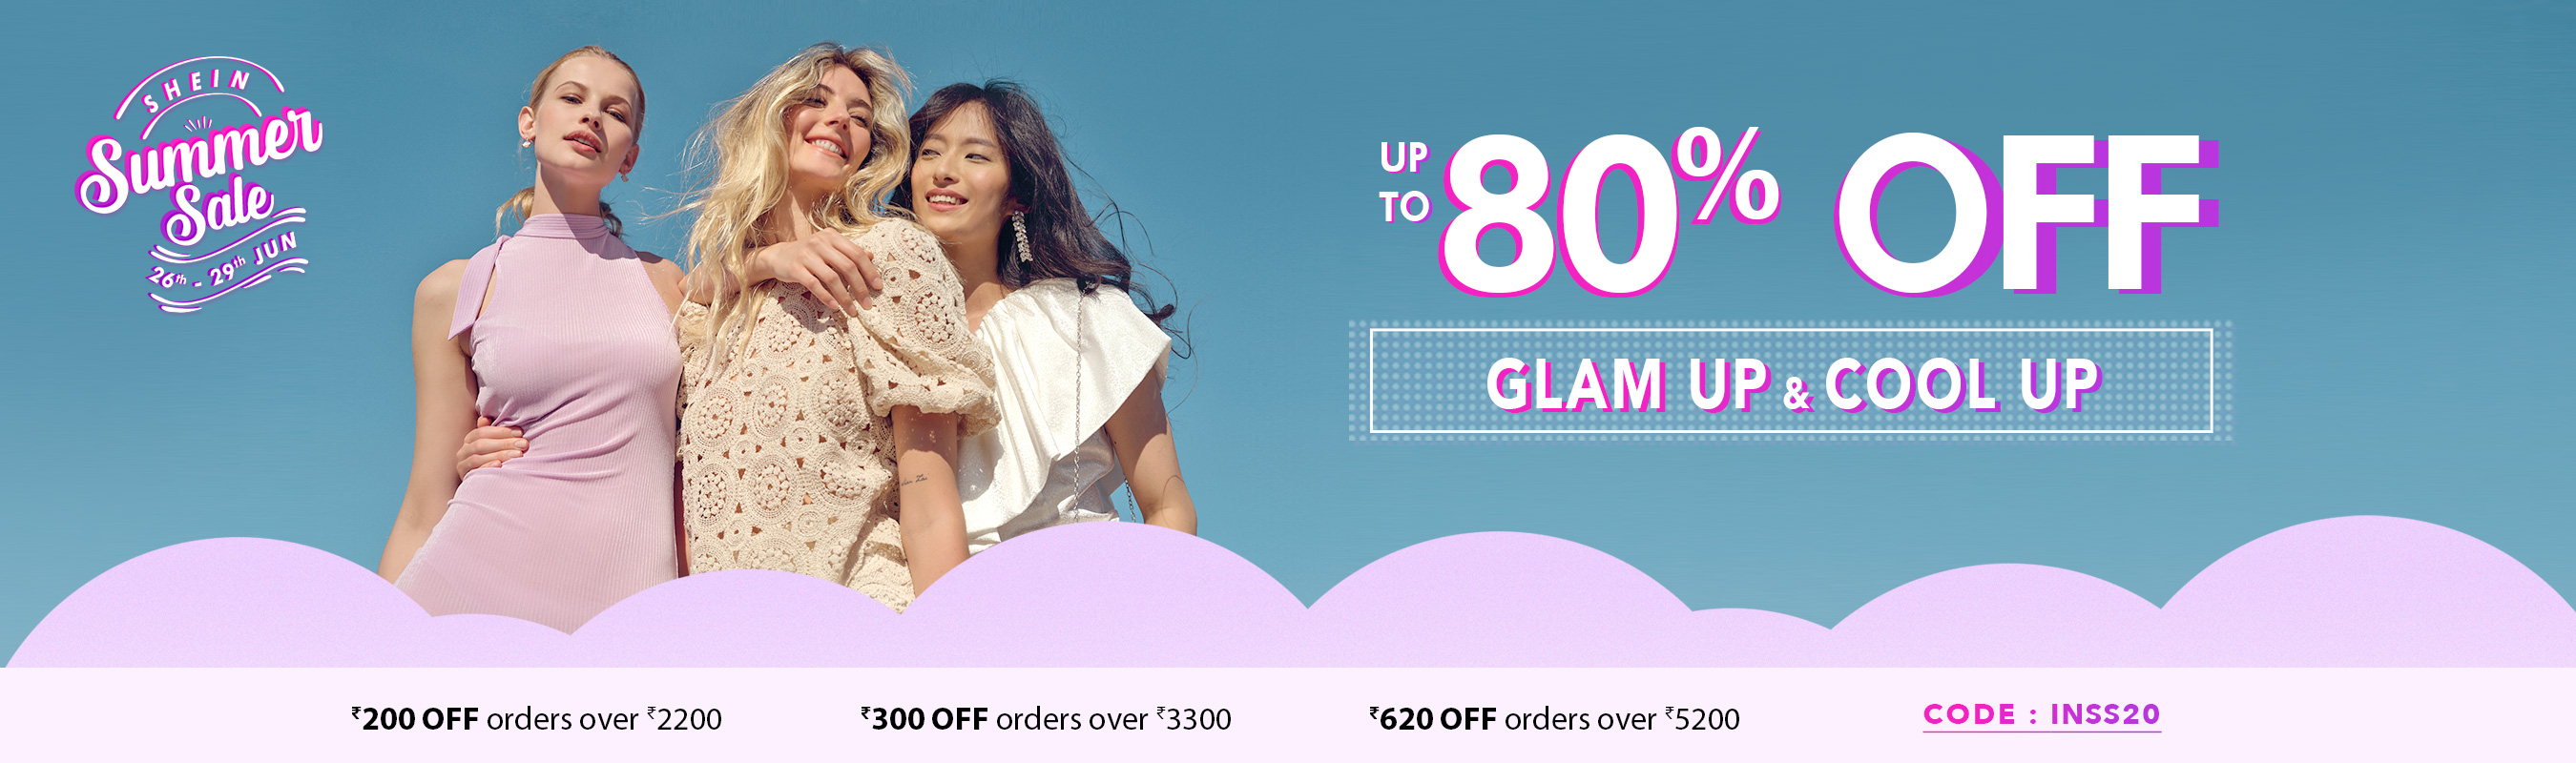 SHEIN
Summer
Sale
26th - 29th JUN
UP
TO
80% OFF
GLAM UP & COOL UP
₹200 OFF orders over ₹2200
₹300 OFF orders over ₹3300
₹620 OFF orders over ₹5200
CODE : INSS20